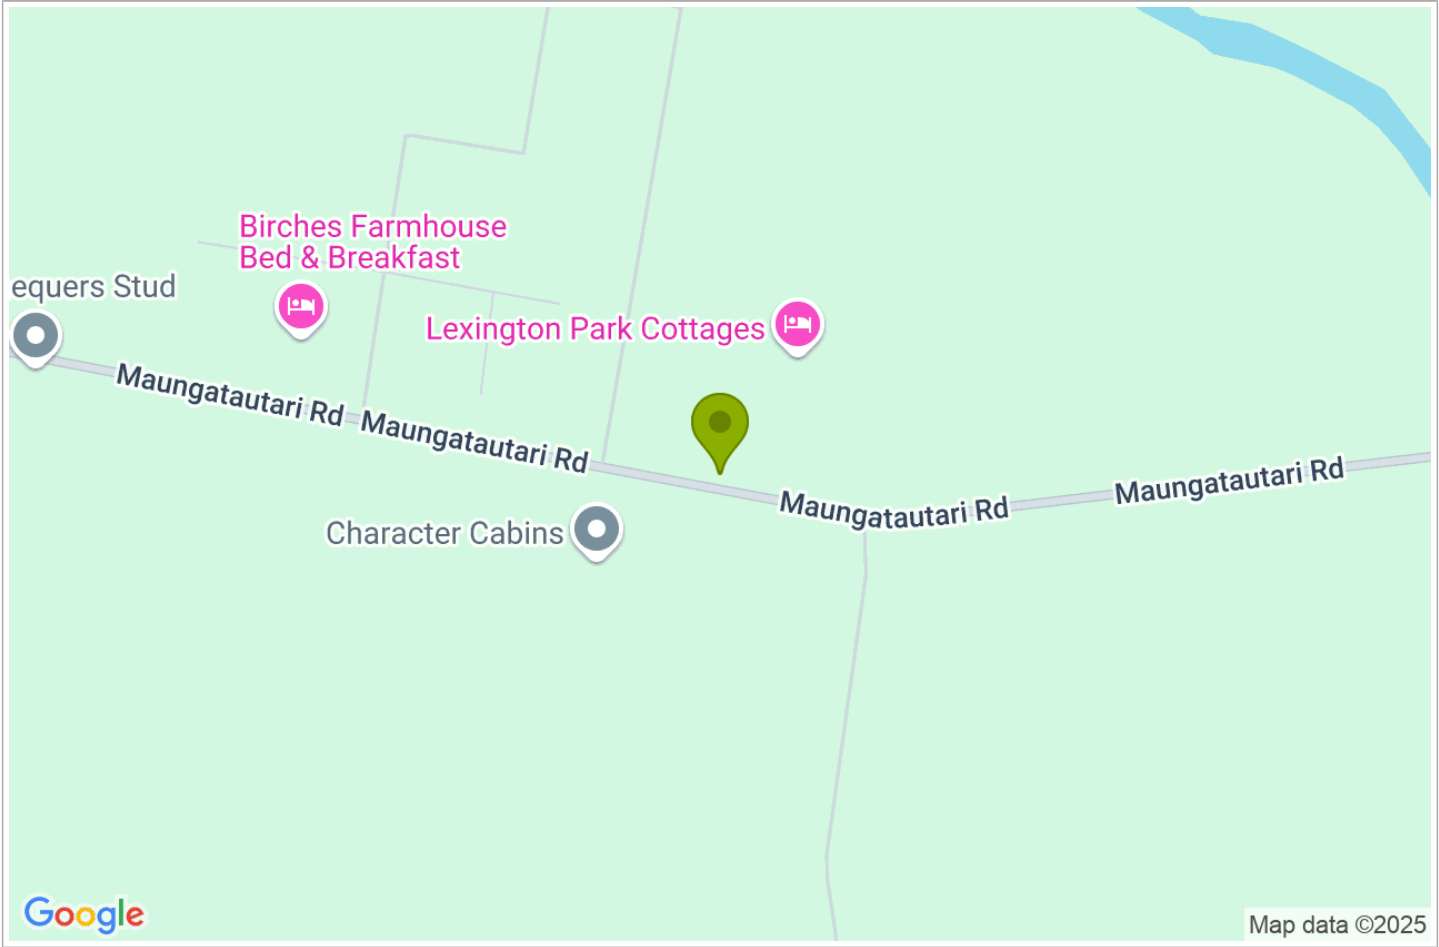 Birches Farmhouse
Bed & Breakfast
equers Stud
Lexington Park Cottages
Maungatautari Rd
Maungatautari Rd
Maungatautari Rd
Maungatautari Rd
Character Cabins
Google
Map data ©2025